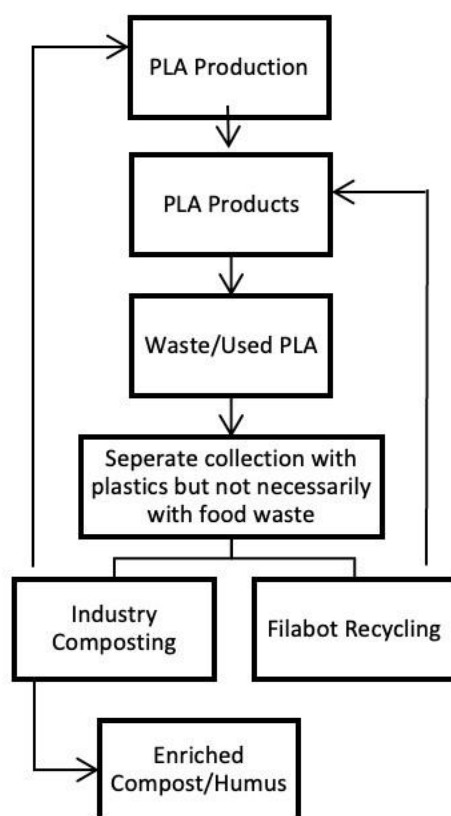 PLA Production
PLA Products
Waste/Used PLA
Seperate collection with
plastics but not necessarily
with food waste
Industry
Composting
Filabot Recycling
Enriched
Compost/Humus